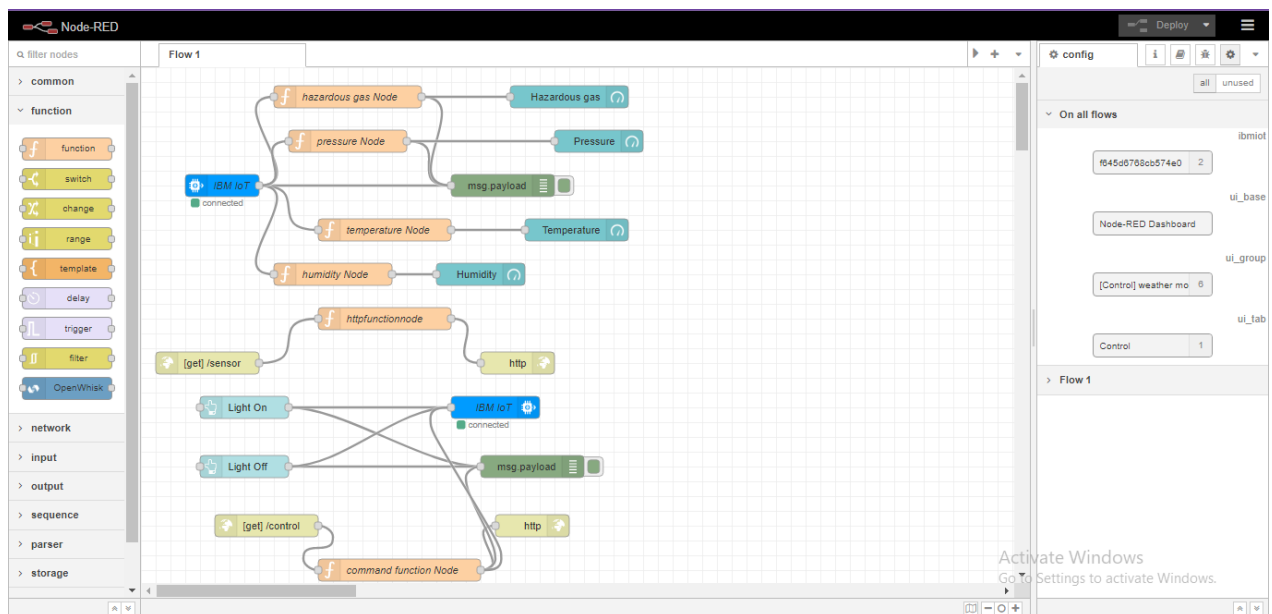 Node-RED
Deploy
filter nodes
common
function
function
switch
change
range
template
delay
trigger
filter
OpenWhisk
network
input
output
sequence
parser
storage
Flow 1
hazardous gas Node
Hazardous gas
pressure Node
Pressure
IBM IoT
connected
msg.payload
temperature Node
Temperature
humidity Node
Humidity
httpfunctionnode
[get] /sensor
http
Light On
IBM IoT
connected
Light Off
msg.payload
[get] /control
http
command function Node
config
i
all
unused
On all flows
ibmiot
f645d6768cb574e0 2
ui_base
Node-RED Dashboard
ui_group
[Control] weather mo 6
ui_tab
Control 1
Flow 1
Activate Windows
Go to Settings to activate Windows.